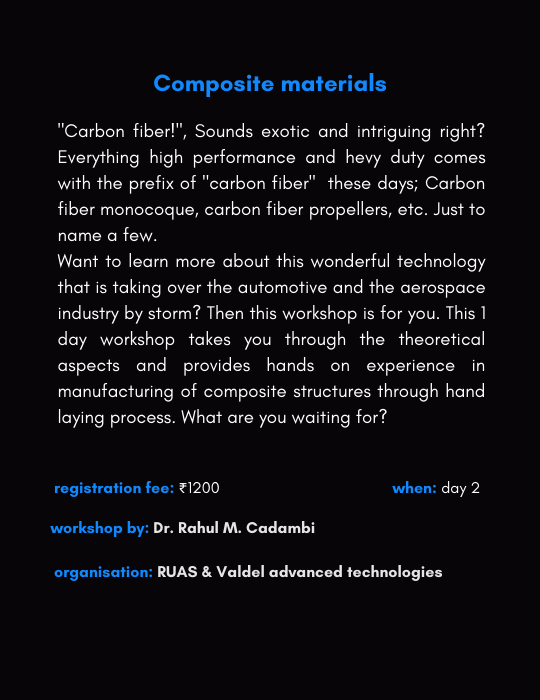 Composite materials
"Carbon fiber!", Sounds exotic and intriguing right?
Everything high performance and hevy duty comes
with the prefix of "carbon fiber"  these days; Carbon
fiber monocoque, carbon fiber propellers, etc. Just to
name a few.
Want to learn more about this wonderful technology
that is taking over the automotive and the aerospace
industry by storm? Then this workshop is for you. This 1
day workshop takes you through the theoretical
aspects and provides hands on experience in
manufacturing of composite structures through hand
laying process. What are you waiting for?
registration fee: ₹1200 when: day 2
workshop by: Dr. Rahul M. Cadambi
organisation: RUAS & Valdel advanced technologies